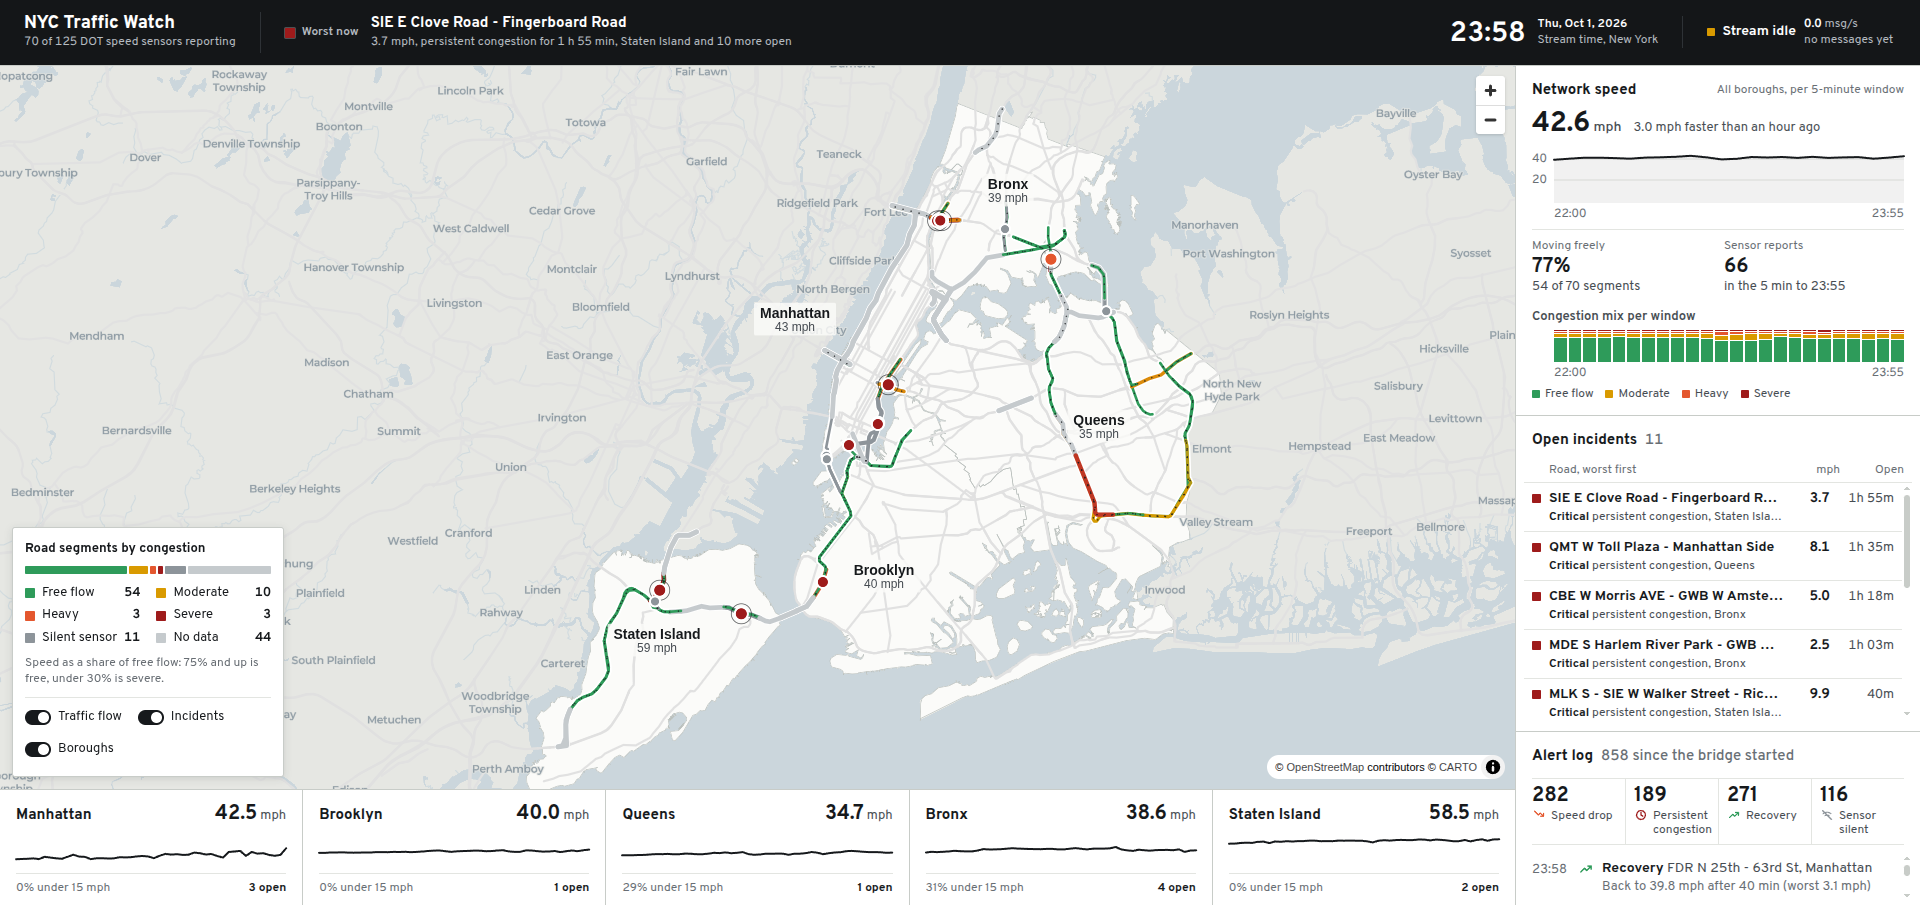 NYC Traffic Watch
70 of 125 DOT speed sensors reporting
Worst now
SIE E Clove Road - Fingerboard Road
3.7 mph, persistent congestion for 1 h 55 min, Staten Island and 10 more open
23:58
Thu, Oct 1, 2026
Stream time, New York
Stream idle
0.0 msg/s
no messages yet
opatcong
Rockaway
Township
Lincoln Park
Fair Lawn
Montville
Boonton
Totowa
Denville Township
Dover
Garfield
Teaneck
Bayville
bury Township
Parsippany-
Troy Hills
Cedar Grove
Ridgefield Park
Fort Lee
Oyster Bay
West Caldwell
Manorhaven
Hanover Township
Montclair
Cliffside Par
Port Washington
Syosset
Lyndhurst
North Bergen
Livingston
Bloomfield
Roslyn Heights
Mendham
Plain
Hicksville
Madison
East Orange
Chatham
North New
Hyde Park
Salisbury
Irvington
Levittown
Bernardsville
Summit
East Meadow
Hempstead
Elmont
Union
Bedminster
Berkeley Heights
Massap
Valley Stream
Freeport
Bellmore
Cranford
Westfield
hung
Linden
Plainfield
Inwood
Rahway
South Plainfield
Carteret
Woodbridge
Township
Metuchen
Perth Amboy
Bronx
39 mph
Manhattan
43 mph
Queens
35 mph
Brooklyn
40 mph
Staten Island
59 mph
+
−
Road segments by congestion
Free flow 54
Moderate 10
Heavy 3
Severe 3
Silent sensor 11
No data 44
Speed as a share of free flow: 75% and up is
free, under 30% is severe.
Traffic flow
Incidents
Boroughs
© OpenStreetMap contributors © CARTO
Manhattan 42.5 mph
0% under 15 mph 3 open
Brooklyn 40.0 mph
0% under 15 mph 1 open
Queens 34.7 mph
29% under 15 mph 1 open
Bronx 38.6 mph
31% under 15 mph 4 open
Staten Island 58.5 mph
0% under 15 mph 2 open
Network speed
All boroughs, per 5-minute window
42.6 mph 3.0 mph faster than an hour ago
40
20
22:00 23:55
Moving freely
77%
54 of 70 segments
Sensor reports
66
in the 5 min to 23:55
Congestion mix per window
22:00 23:55
Free flow Moderate Heavy Severe
Open incidents 11
Road, worst first mph Open
SIE E Clove Road - Fingerboard R... 3.7 1h 55m
Critical persistent congestion, Staten Isla...
QMT W Toll Plaza - Manhattan Side 8.1 1h 35m
Critical persistent congestion, Queens
CBE W Morris AVE - GWB W Amste... 5.0 1h 18m
Critical persistent congestion, Bronx
MDE S Harlem River Park - GWB ... 2.5 1h 03m
Critical persistent congestion, Bronx
MLK S - SIE W Walker Street - Ric... 9.9 40m
Critical persistent congestion, Staten Isla...
Alert log 858 since the bridge started
282
Speed drop
189
Persistent
congestion
271
Recovery
116
Sensor
silent
23:58 Recovery FDR N 25th - 63rd St, Manhattan
Back to 39.8 mph after 40 min (worst 3.1 mph)